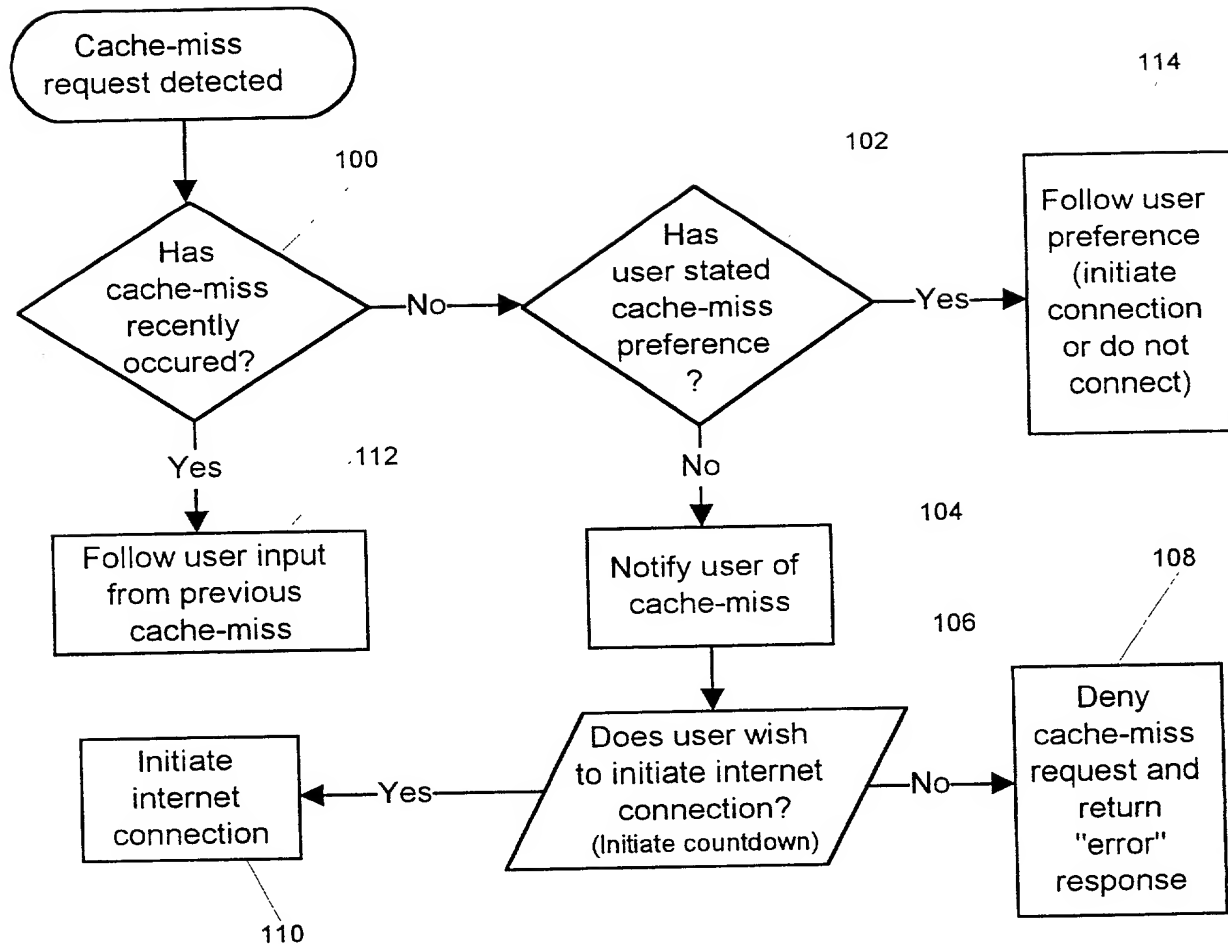 Cache-miss
request detected
114
100
102
Has
cache-miss
recently
occured?
No
Has
user stated
cache-miss
preference
?
Yes
Follow user
preference
(initiate
connection
or do not
connect)
Yes
112
No
Follow user input
from previous
cache-miss
104
Notify user of
cache-miss
108
106
Initiate
internet
connection
Yes
Does user wish
to initiate internet
connection?
(Initiate countdown)
No
Deny
cache-miss
request and
return
"error"
response
110